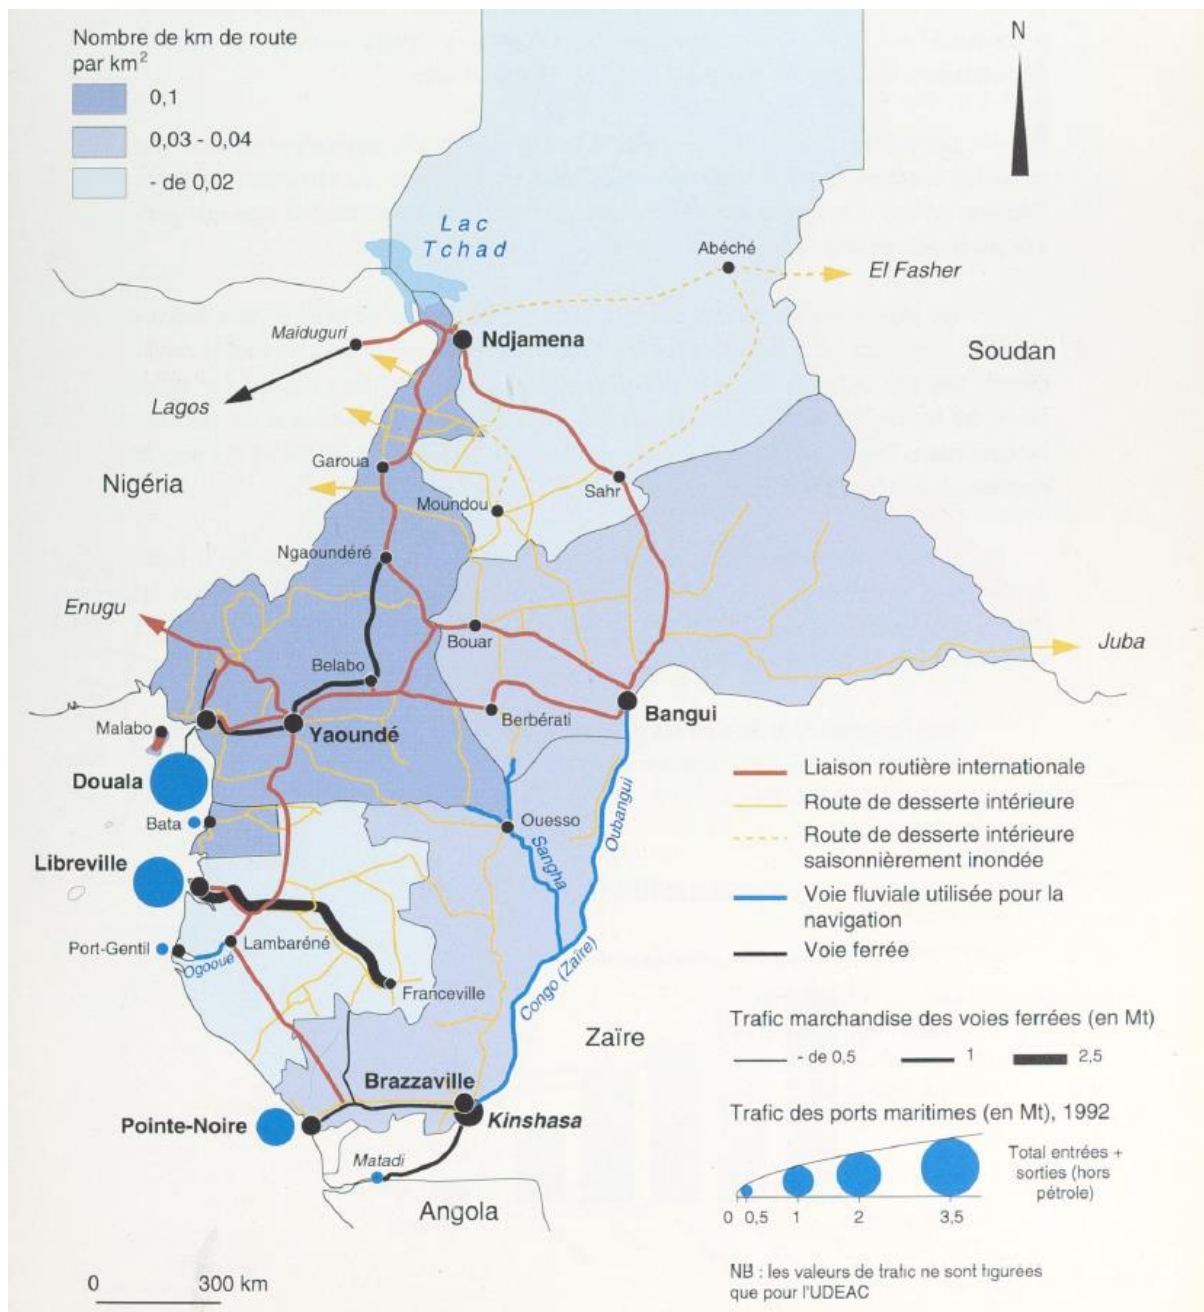 Nombre de km de route
par km²
0,1
0,03 - 0,04
- de 0,02
N
Lac
Tchad
Abéché
El Fasher
Maiduguri
Ndjamena
Soudan
Lagos
Garoua
Nigéria
Moundou
Sahr
Ngaoundéré
Enugu
Bouar
Juba
Belabo
Malabo
Yaoundé
Berbérati
Bangui
Douala
Liaison routière internationale
Bata
Ouesso
Oubangui
Route de desserte intérieure
Sangha
Route de desserte intérieure
saisonnièrement inondée
Libreville
Voie fluviale utilisée pour la
navigation
Port-Gentil
Lambaréné
Ogooué
Voie ferrée
Congo (Zaïre)
Franceville
Zaïre
Trafic marchandise des voies ferrées (en Mt)
- de 0,5
1
2,5
Brazzaville
Pointe-Noire
Kinshasa
Trafic des ports maritimes (en Mt), 1992
Matadi
Total entrées +
sorties (hors
pétrole)
Angola
0 0,5 1 2 3,5
NB : les valeurs de trafic ne sont figurées
que pour l'UDEAC
0 300 km